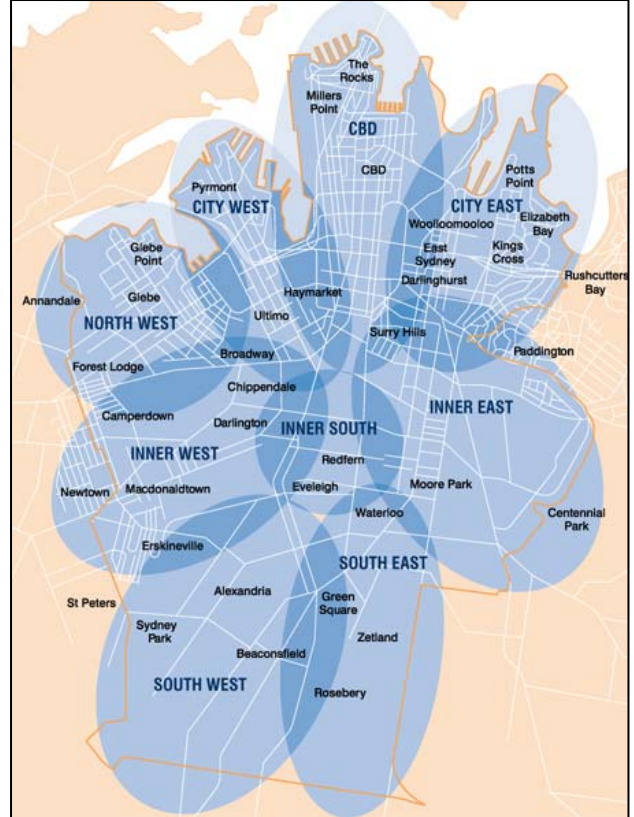 The
Rocks
Millers
Point
CBD
CBD
Potts
Point
Pyrmont
CITY WEST
CITY EAST
Woolloomooloo
Elizabeth
Bay
Glebe
Point
East
Sydney
Kings
Cross
Darlinghurst
Rushcutters
Bay
Annandale
Glebe
Haymarket
NORTH WEST
Ultimo
Surry Hills
Broadway
Paddington
Forest Lodge
Chippendale
INNER EAST
Camperdown
Darlington
INNER SOUTH
INNER WEST
Redfern
Newtown
Macdonaldtown
Eveleigh
Moore Park
Waterloo
Centennial
Park
Erskineville
SOUTH EAST
Alexandria
Green
Square
St Peters
Sydney
Park
Zetland
Beaconsfield
SOUTH WEST
Rosebery